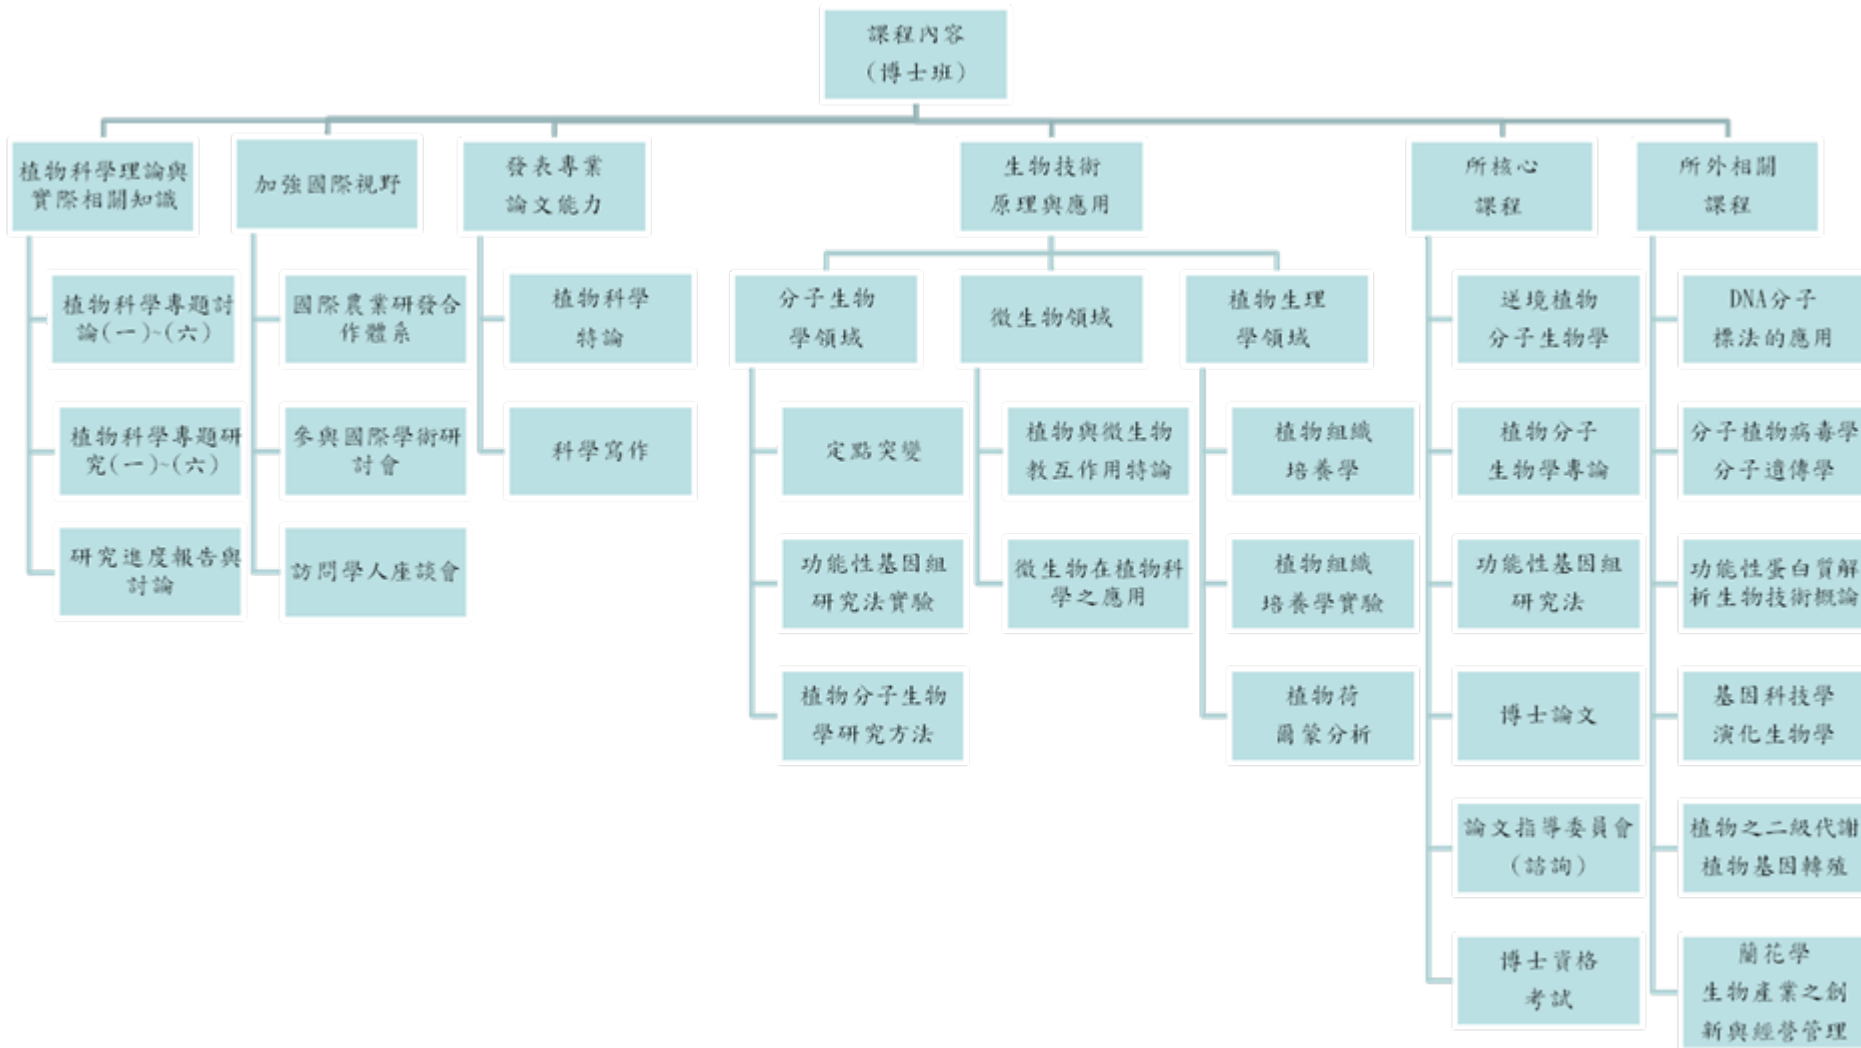 課程內容
(博士班)
植物科學理論與
實際相關知識
植物科學專題討
論(一)~(六)
植物科學專題研
究(一)~(六)
研究進度報告與
討論
加強國際視野
國際農業研發合
作體系
參與國際學術研
討會
訪問學人座談會
發表專業
論文能力
植物科學
特論
科學寫作
生物技術
原理與應用
分子生物
學領域
定點突變
功能性基因組
研究法實驗
植物分子生物
學研究方法
微生物領域
植物與微生物
教互作用特論
微生物在植物科
學之應用
植物生理
學領域
植物組織
培養學
植物組織
培養學實驗
植物荷
爾蒙分析
所核心
課程
逆境植物
分子生物學
植物分子
生物學專論
功能性基因組
研究法
博士論文
論文指導委員會
(諮詢)
博士資格
考試
所外相關
課程
DNA分子
標法的應用
分子植物病毒學
分子遺傳學
功能性蛋白質解
析生物技術概論
基因科技學
演化生物學
植物之二級代謝
植物基因轉殖
蘭花學
生物產業之創
新與經營管理